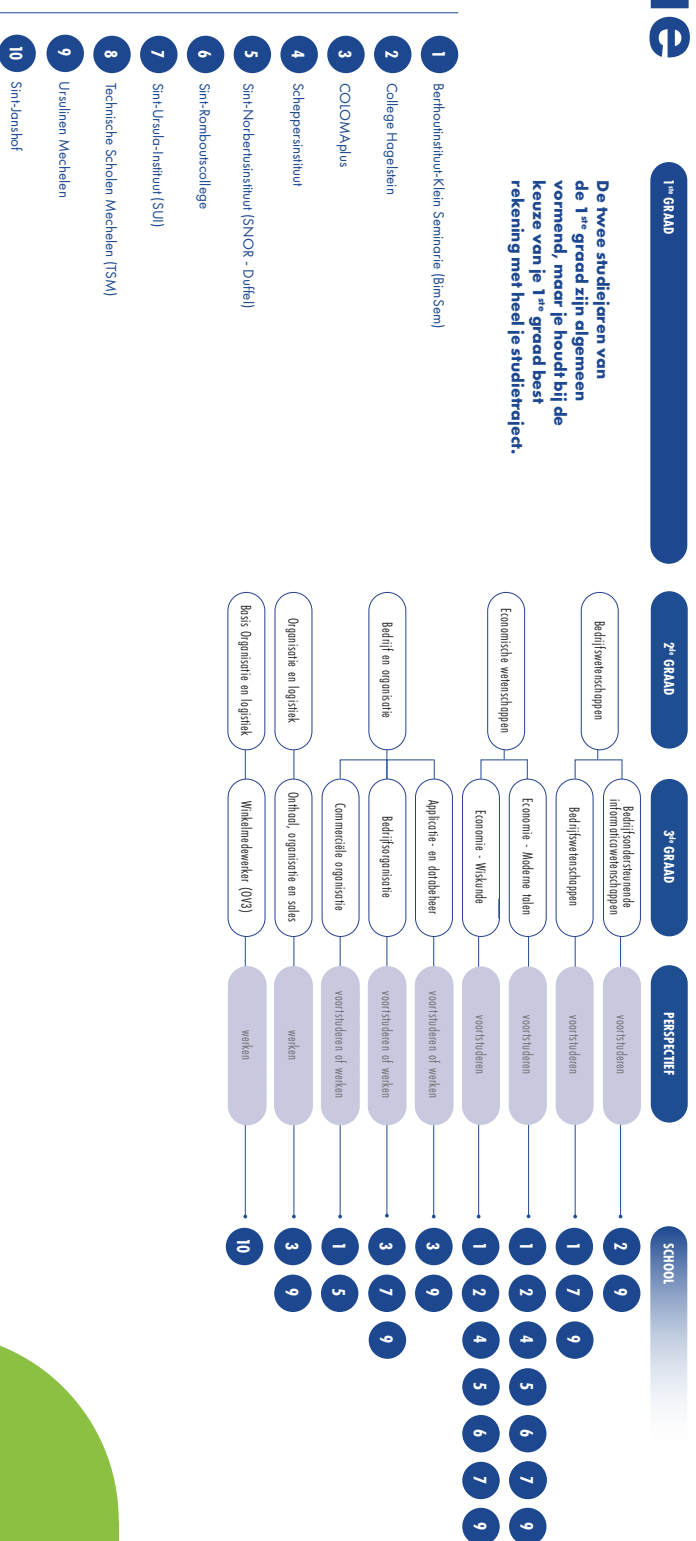 e
1ste GRAAD
2de GRAAD
3de GRAAD
PERSPECTIEF
SCHOOL
De twee studiejaren van
de 1ste graad zijn algemeen
vormend, maar je houdt bij de
keuze van je 1ste graad best
rekening met heel je studietraject.
Bedrijfswetenschappen
Bedrijfsondersteunende
informaticawetenschappen
voortstuderen
2 9
Bedrijfswetenschappen
voortstuderen
1 7 9
Economische wetenschappen
Economie - Moderne talen
voortstuderen
1 2 4 5 6 7 9
Economie - Wiskunde
voortstuderen
1 2 4 5 6 7 9
Bedrijf en organisatie
Applicatie- en databeheer
voortstuderen of werken
3 9
Bedrijfsorganisatie
voortstuderen of werken
3 7 9
Commerciële organisatie
voortstuderen of werken
1 5
Organisatie en logistiek
Onthaal, organisatie en sales
werken
3 9
Basis Organisatie en logistiek
Winkelmedewerker (OV3)
werken
10
1 Berthoutinstituut-Klein Seminarie (BimSem)
2 College Hagelstein
3 COLOMAplus
4 Scheppersinstituut
5 Sint-Norbertusinstituut (SNOR - Duffel)
6 Sint-Romboutscollege
7 Sint-Ursula-Instituut (SUI)
8 Technische Scholen Mechelen (TSM)
9 Ursulinen Mechelen
10 Sint-Janshof